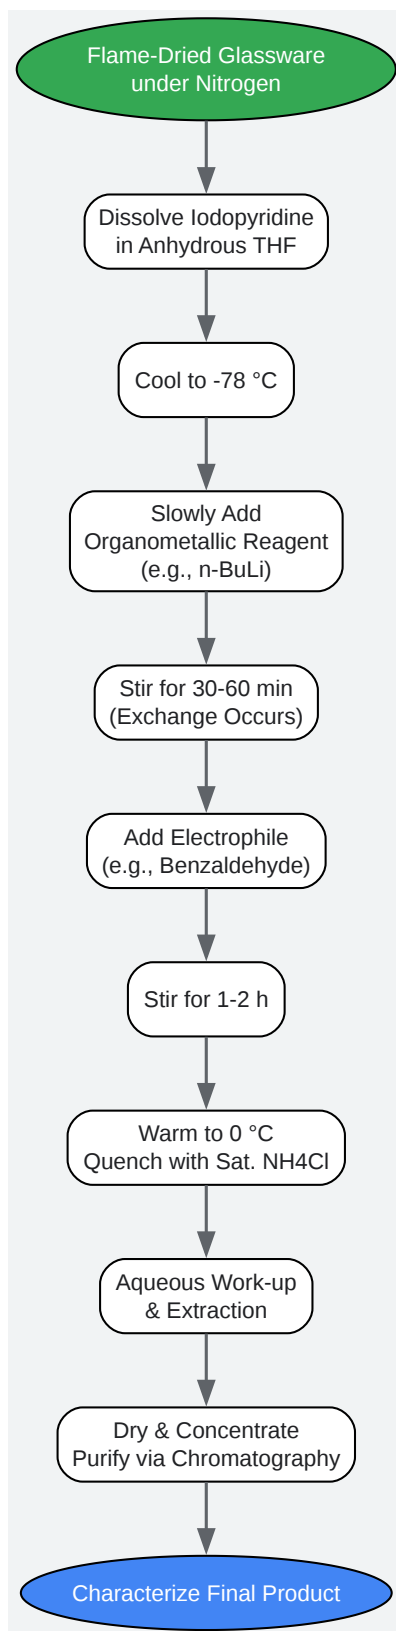 Flame-Dried Glassware
under Nitrogen
Dissolve Iodopyridine
in Anhydrous THF
Cool to -78 °C
Slowly Add
Organometallic Reagent
(e.g., n-BuLi)
Stir for 30-60 min
(Exchange Occurs)
Add Electrophile
(e.g., Benzaldehyde)
Stir for 1-2 h
Warm to 0 °C
Quench with Sat. NH4Cl
Aqueous Work-up
& Extraction
Dry & Concentrate
Purify via Chromatography
Characterize Final Product